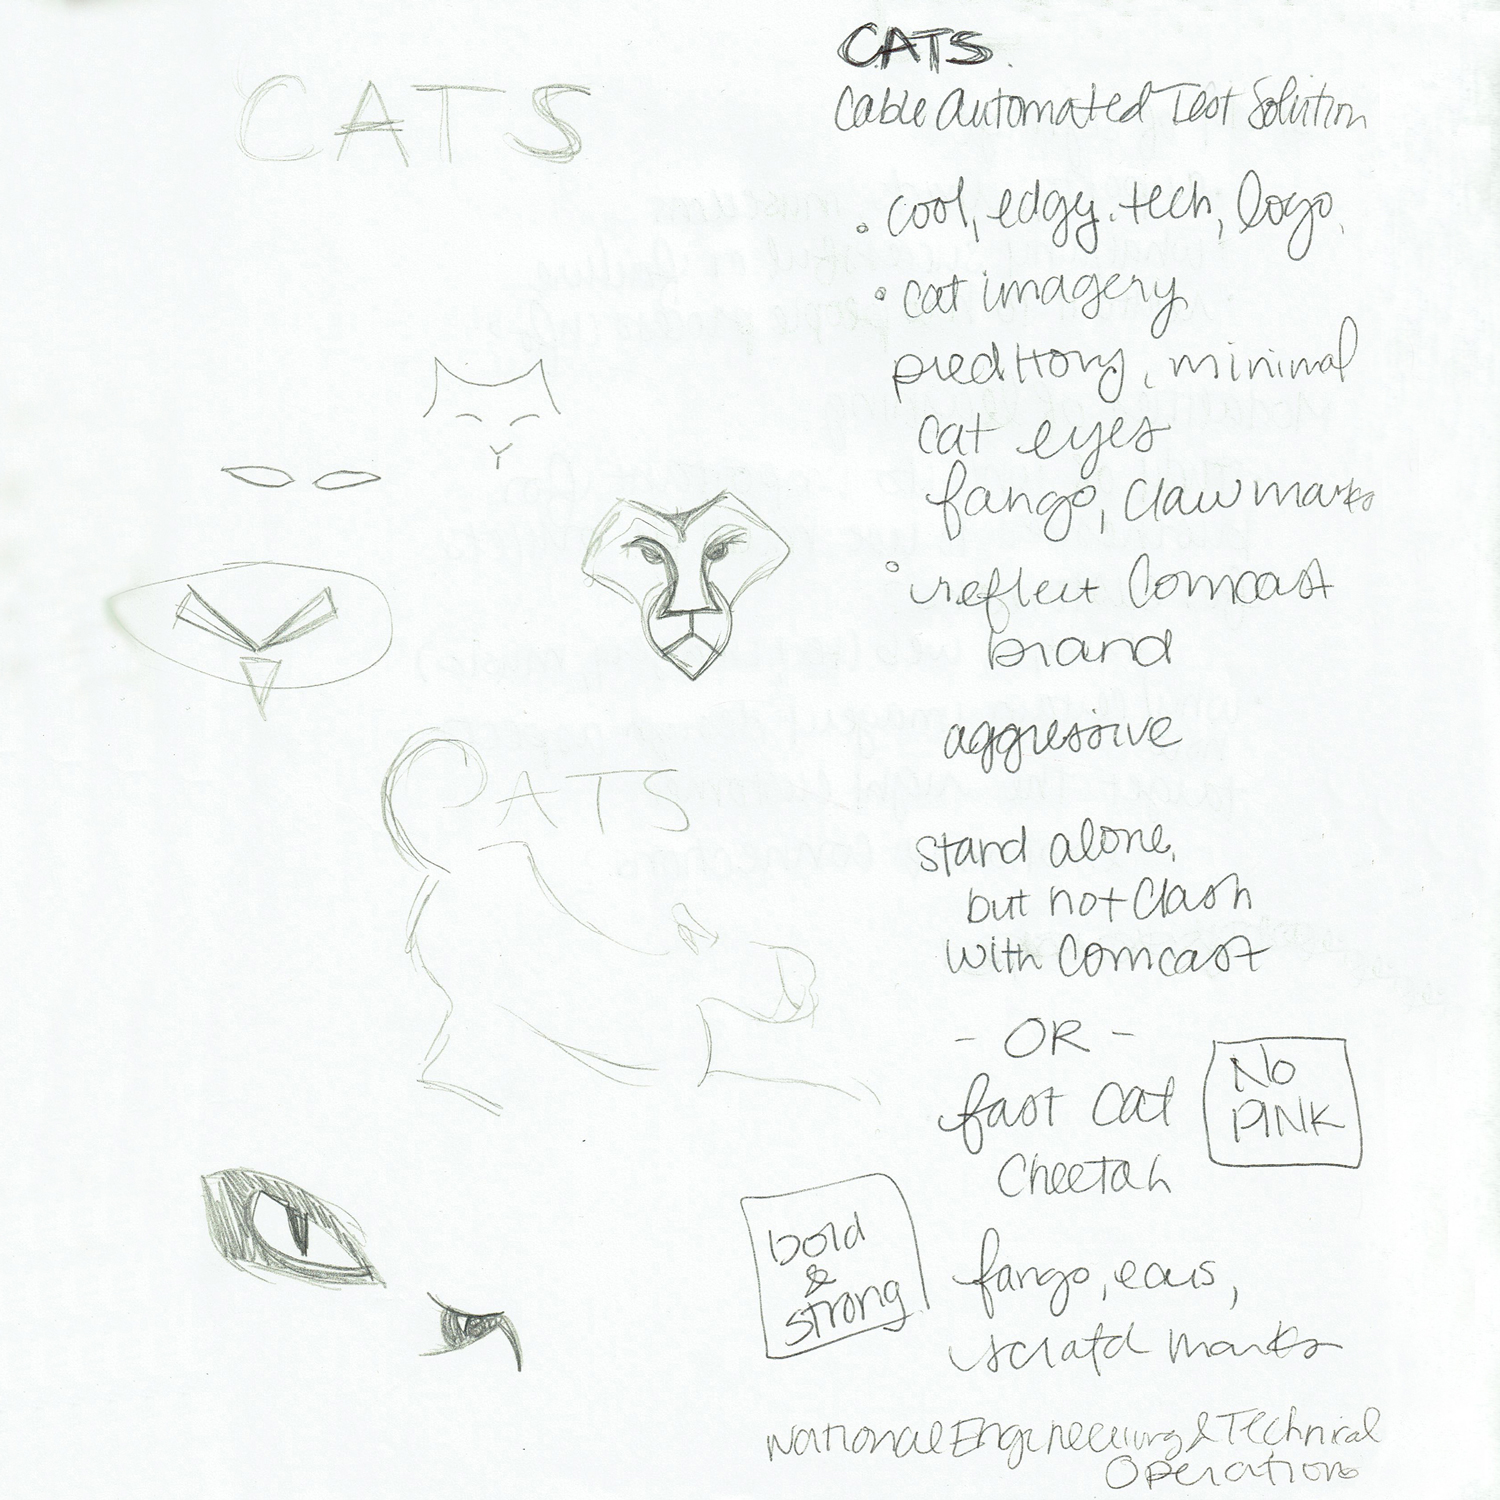 CATS
CATS.
Cable Automated Test Solution
• cool, edgy. tech, logo.
• cat imagery
preditory, minimal
cat eyes
fangs, claw marks
• reflect Comcast
brand
aggressive
CATS
stand alone,
but not clash
with Comcast
- OR -
fast cat
Cheetah
NO
PINK
bold
&
strong
fangs, ears,
scratch marks
National Engineering & Technical
Operations